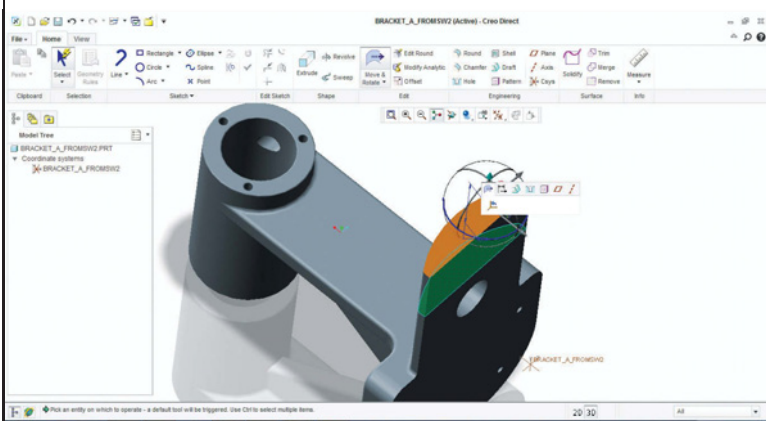 BRACKET_A_FROMSW2 (Active) - Creo Direct
File Home View
Rectangle Ellipse Revolve Edit Round Round Shell Plane Trim
Paste Select Geometry Rules Line Circle Spline Extrude Sweep Move & Rotate Modify Analytic Chamfer Draft Axis Solidify Merge Measure
Arc Point Offset Hole Pattern Csys Remove
Clipboard Selection Sketch Edit Sketch Shape Edit Engineering Surface Info
Model Tree
BRACKET_A_FROMSW2.PRT
Coordinate systems
BRACKET_A_FROMSW2
BRACKET_A_FROMSW2
Pick an entity on which to operate - a default tool will be triggered. Use Ctrl to select multiple items.
2D 3D
All